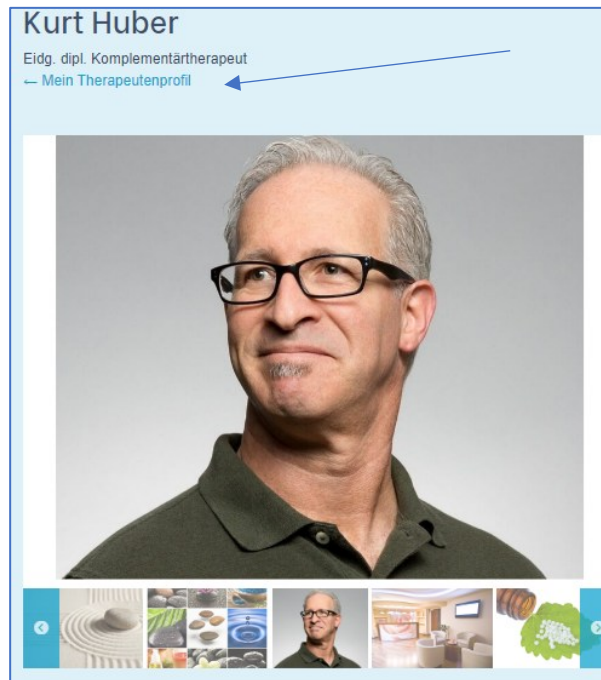 Kurt Huber
Eidg. dipl. Komplementärtherapeut
← Mein Therapeutenprofil